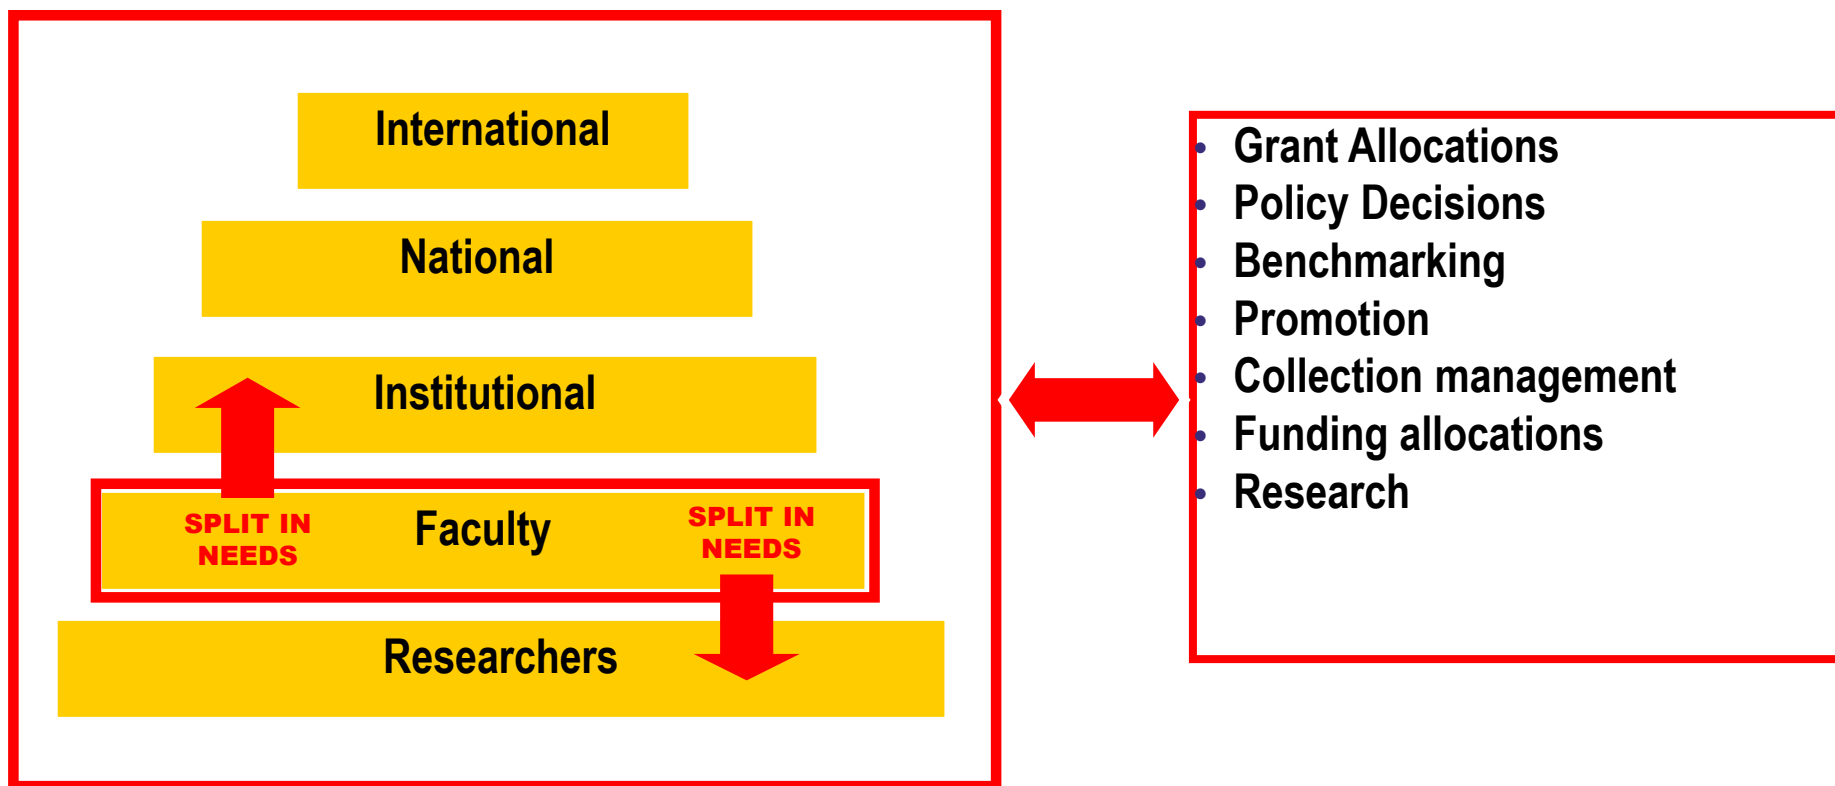 International
National
Institutional
SPLIT IN
NEEDS
Faculty
SPLIT IN
NEEDS
Researchers
• Grant Allocations
• Policy Decisions
• Benchmarking
• Promotion
• Collection management
• Funding allocations
• Research